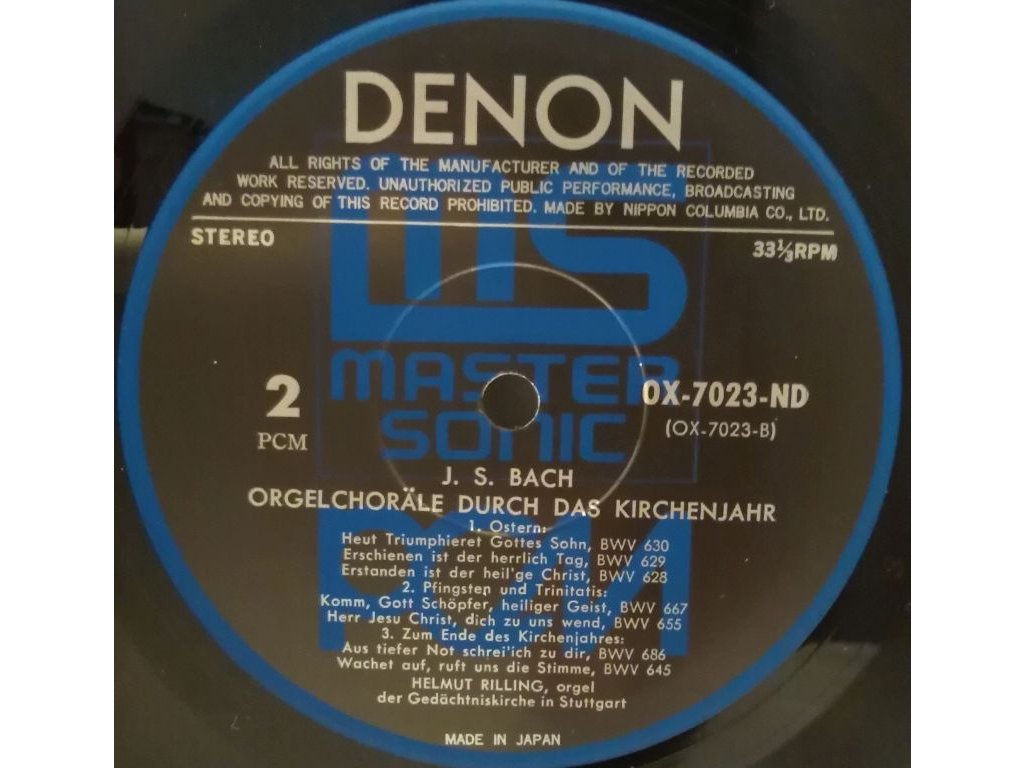 DENON
ALL RIGHTS OF THE MANUFACTURER AND OF THE RECORDED
WORK RESERVED. UNAUTHORIZED PUBLIC PERFORMANCE, BROADCASTING
AND COPYING OF THIS RECORD PROHIBITED. MADE BY NIPPON COLUMBIA CO., LTD.
STEREO 33⅓RPM
MS
MASTER
SONIC
2 OX-7023-ND
PCM (OX-7023-B)
J. S. BACH
ORGELCHORÄLE DURCH DAS KIRCHENJAHR
1. Ostern:
Heut Triumphieret Gottes Sohn, BWV 630
Erschienen ist der herrlich Tag, BWV 629
Erstanden ist der heil'ge Christ, BWV 628
2. Pfingsten und Trinitatis:
Komm, Gott Schöpfer, heiliger Geist, BWV 667
Herr Jesu Christ, dich zu uns wend, BWV 655
3. Zum Ende des Kirchenjahres:
Aus tiefer Not schrei'ich zu dir, BWV 686
Wachet auf, ruft uns die Stimme, BWV 645
PCM
HELMUT RILLING, orgel
der Gedächtniskirche in Stuttgart
MADE IN JAPAN